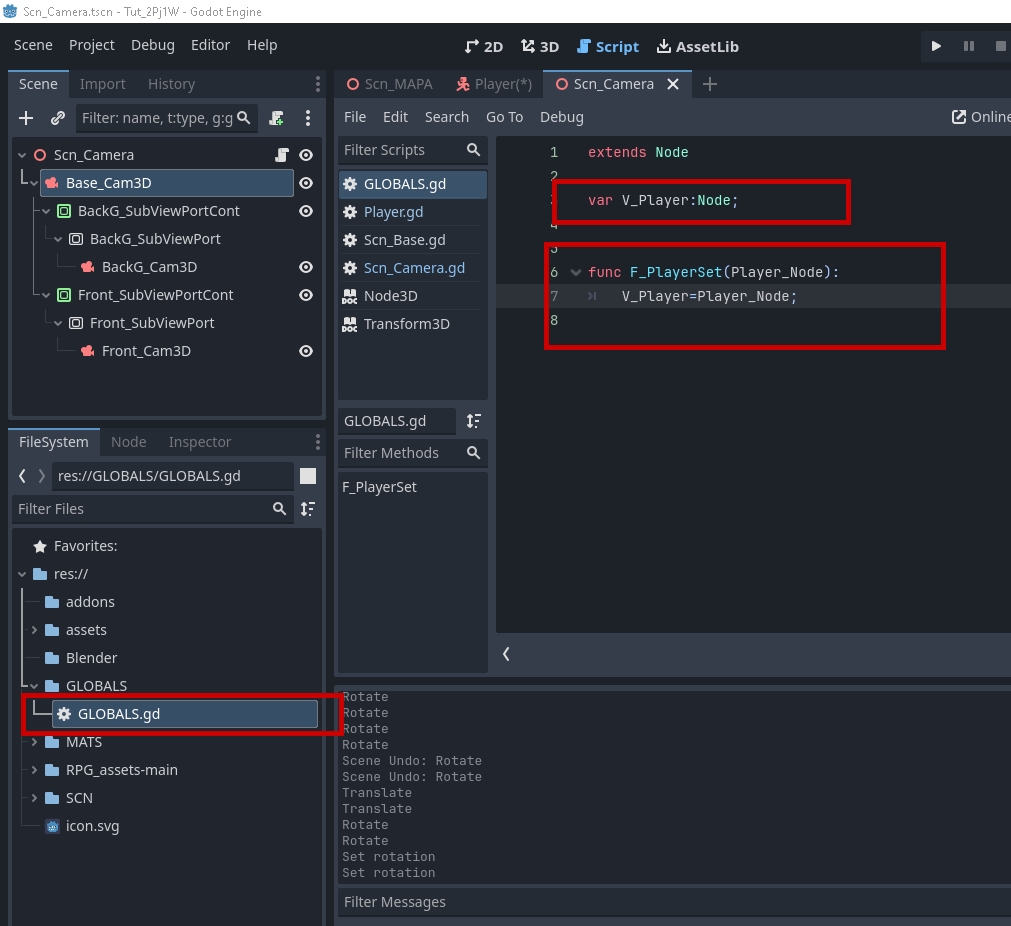 Scn_Camera.tscn - Tut_2Pj1W - Godot Engine
Scene Project Debug Editor Help
2D 3D Script AssetLib
Scene Import History
Filter: name, t:type, g:g
Scn_Camera
Base_Cam3D
BackG_SubViewPortCont
BackG_SubViewPort
BackG_Cam3D
Front_SubViewPortCont
Front_SubViewPort
Front_Cam3D
FileSystem Node Inspector
res://GLOBALS/GLOBALS.gd
Filter Files
Favorites:
res://
addons
assets
Blender
GLOBALS
GLOBALS.gd
MATS
RPG_assets-main
SCN
icon.svg
Scn_MAPA Player(*) Scn_Camera
File Edit Search Go To Debug Online
Filter Scripts
GLOBALS.gd
Player.gd
Scn_Base.gd
Scn_Camera.gd
Node3D
Transform3D
GLOBALS.gd
Filter Methods
F_PlayerSet
1 extends Node
2
3 var V_Player:Node;
4
5
6 func F_PlayerSet(Player_Node):
7 V_Player=Player_Node;
8
Rotate
Rotate
Rotate
Rotate
Scene Undo: Rotate
Scene Undo: Rotate
Translate
Translate
Rotate
Rotate
Set rotation
Set rotation
Filter Messages